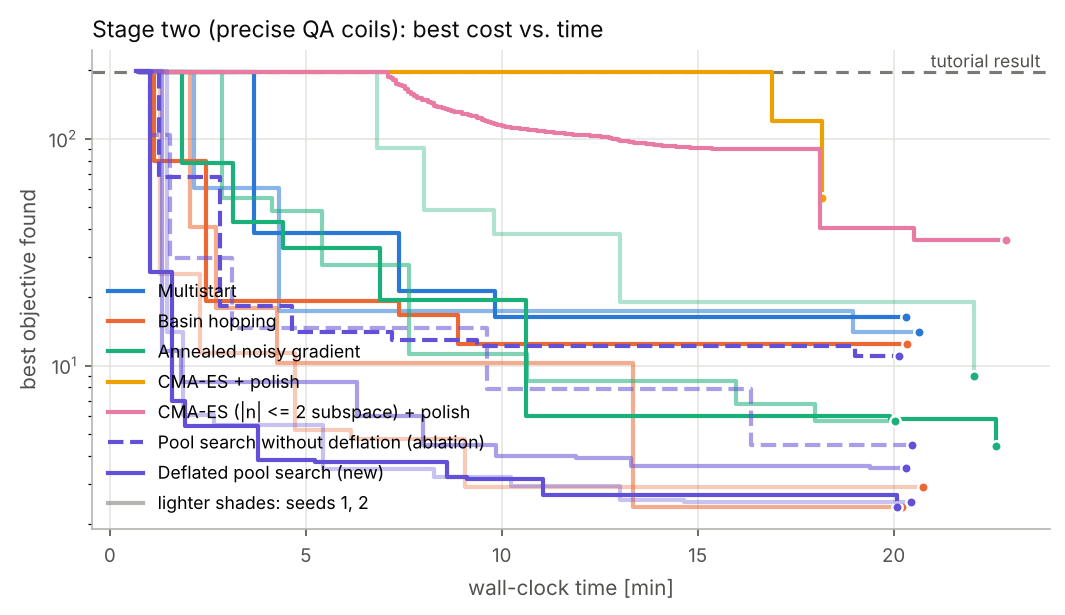 Stage two (precise QA coils): best cost vs. time
tutorial result
10²
10¹
best objective found
Multistart
Basin hopping
Annealed noisy gradient
CMA-ES + polish
CMA-ES (|n| <= 2 subspace) + polish
Pool search without deflation (ablation)
Deflated pool search (new)
lighter shades: seeds 1, 2
0 5 10 15 20
wall-clock time [min]